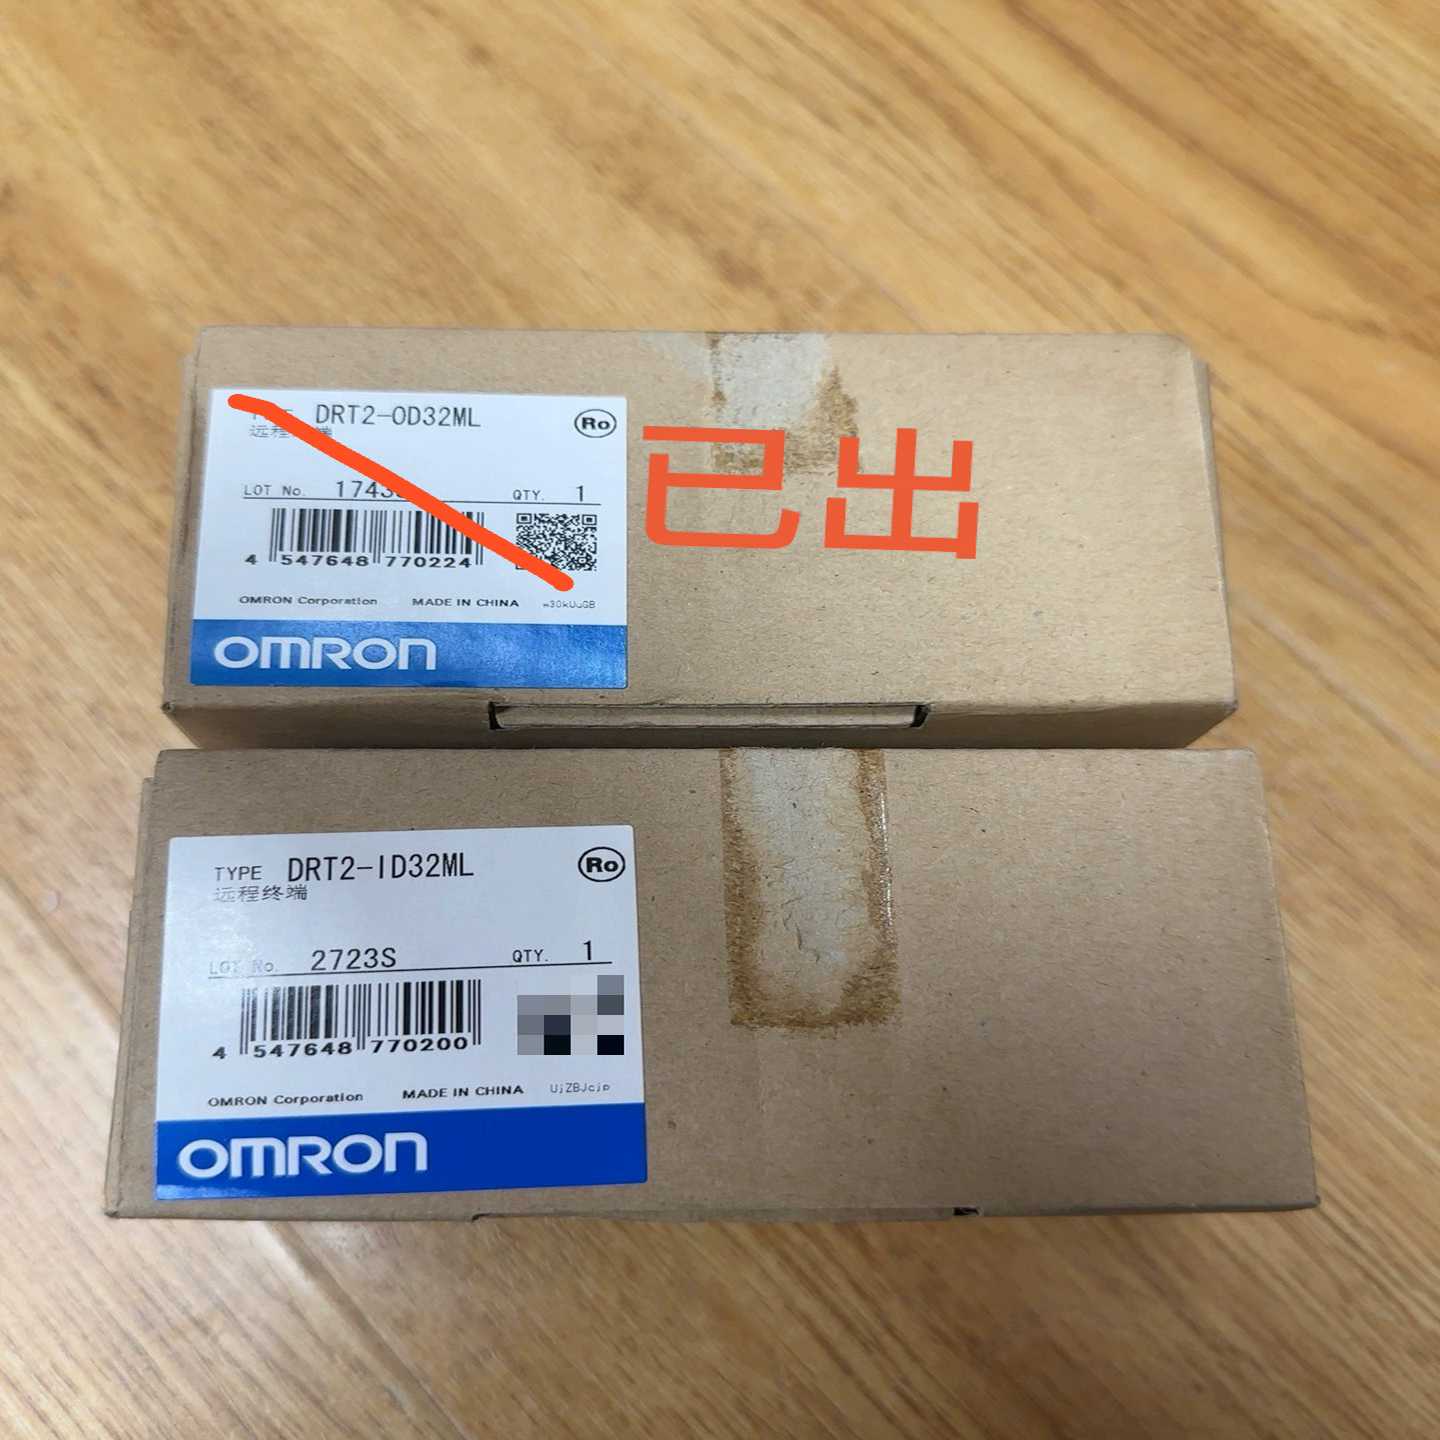 DRT2-OD32ML
Ro
已出
LOT No.
QTY. 1
4 547648 770224
OMRON Corporation MADE IN CHINA
OMRON
TYPE DRT2-ID32ML
Ro
远程终端
LOT No. 2723S QTY. 1
4 547648 770200
OMRON Corporation MADE IN CHINA UjZBJcjp
OMRON